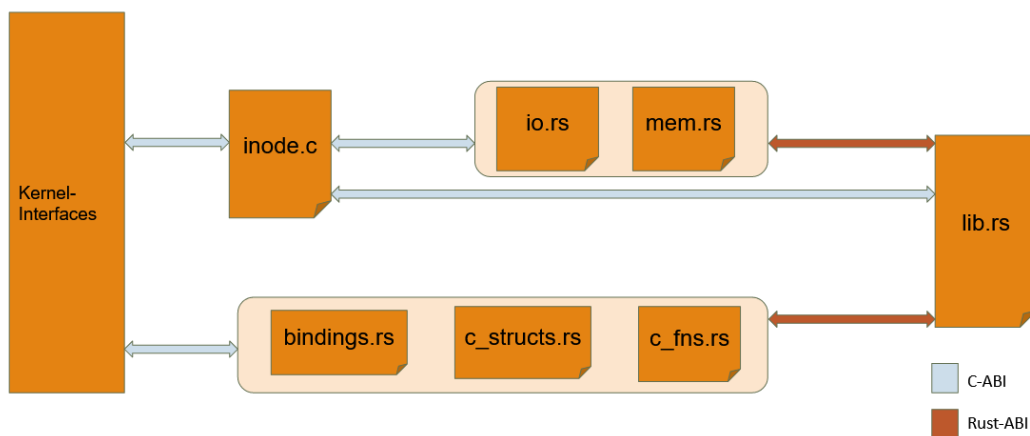 Kernel-
Interfaces
inode.c
io.rs
mem.rs
lib.rs
bindings.rs
c_structs.rs
c_fns.rs
C-ABI
Rust-ABI